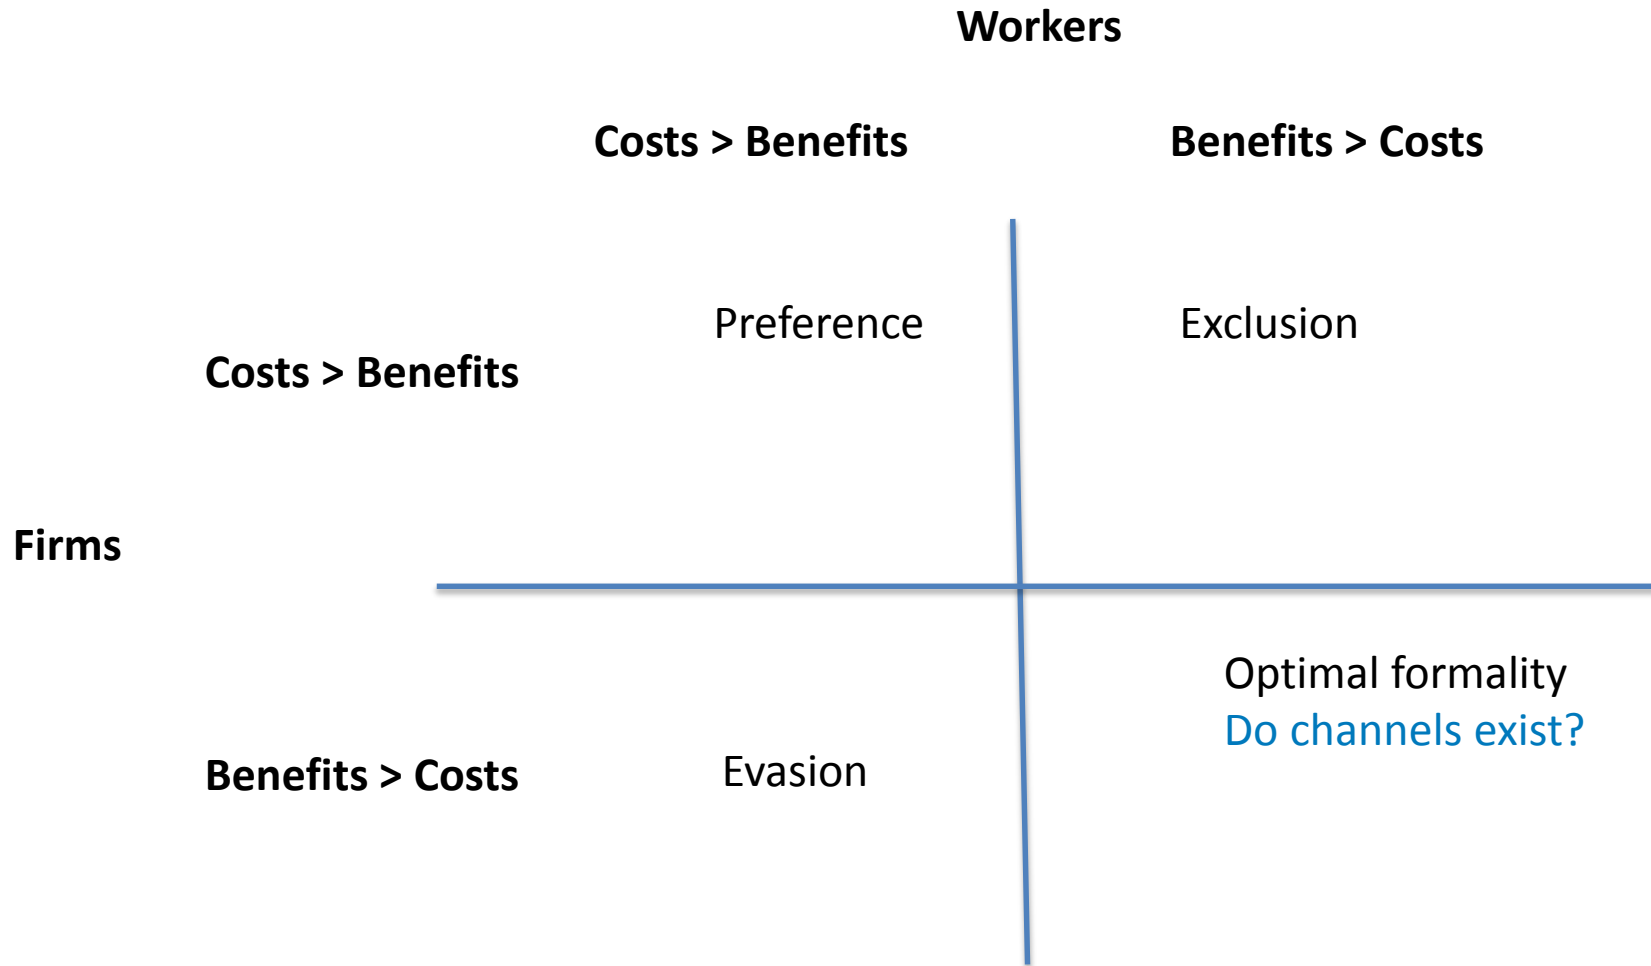 Workers
Costs > Benefits
Benefits > Costs
Preference
Exclusion
Costs > Benefits
Firms
Optimal formality
Do channels exist?
Benefits > Costs
Evasion